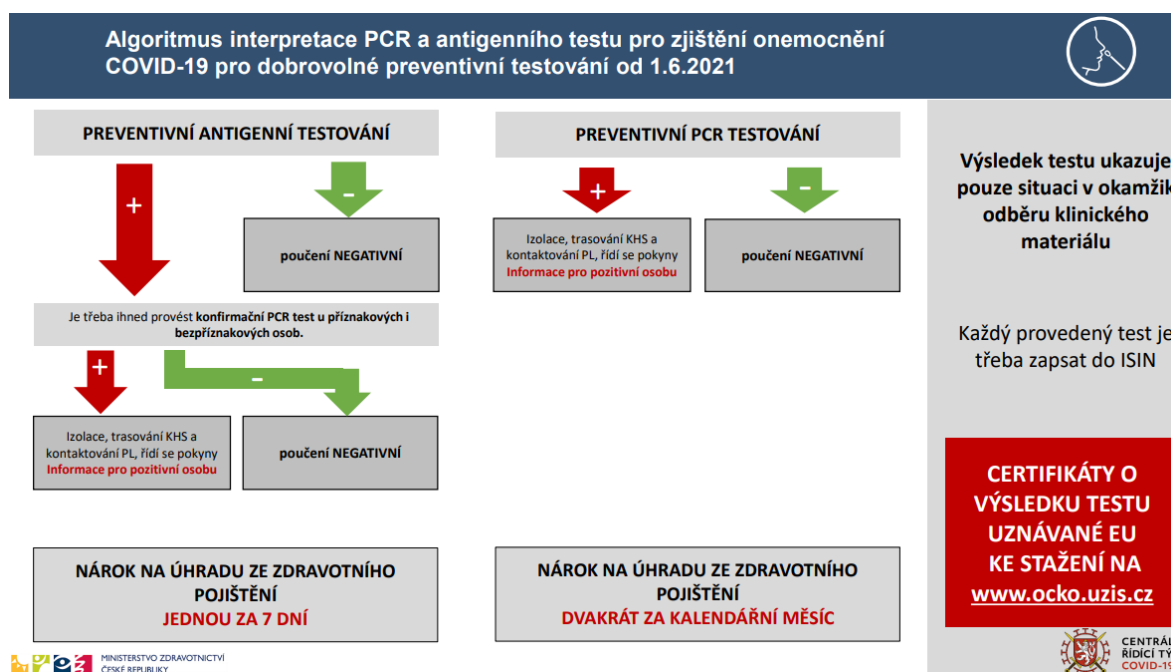 Algoritmus interpretace PCR a antigenního testu pro zjištění onemocnění
COVID-19 pro dobrovolné preventivní testování od 1.6.2021
PREVENTIVNÍ ANTIGENNÍ TESTOVÁNÍ
+
-
poučení NEGATIVNÍ
Je třeba ihned provést konfirmační PCR test u příznakových i
bezpříznakových osob.
+
-
Izolace, trasování KHS a
kontaktování PL, řídí se pokyny
Informace pro pozitivní osobu
poučení NEGATIVNÍ
NÁROK NA ÚHRADU ZE ZDRAVOTNÍHO
POJIŠTĚNÍ
JEDNOU ZA 7 DNÍ
PREVENTIVNÍ PCR TESTOVÁNÍ
+
-
Izolace, trasování KHS a
kontaktování PL, řídí se pokyny
Informace pro pozitivní osobu
poučení NEGATIVNÍ
NÁROK NA ÚHRADU ZE ZDRAVOTNÍHO
POJIŠTĚNÍ
DVAKRÁT ZA KALENDÁŘNÍ MĚSÍC
Výsledek testu ukazuje
pouze situaci v okamžik
odběru klinického
materiálu
Každý provedený test je
třeba zapsat do ISIN
CERTIFIKÁTY O
VÝSLEDKU TESTU
UZNÁVANÉ EU
KE STAŽENÍ NA
www.ocko.uzis.cz
MINISTERSTVO ZDRAVOTNICTVÍ
ČESKÉ REPUBLIKY
CENTRÁL
ŘÍDÍCÍ TÝ
COVID-19